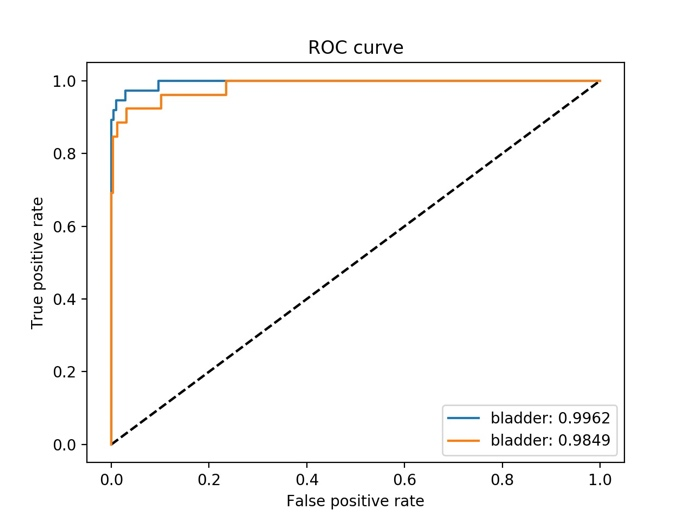 ROC curve
True positive rate
1.0
0.8
0.6
0.4
0.2
0.0
bladder: 0.9962
bladder: 0.9849
0.0 0.2 0.4 0.6 0.8 1.0
False positive rate